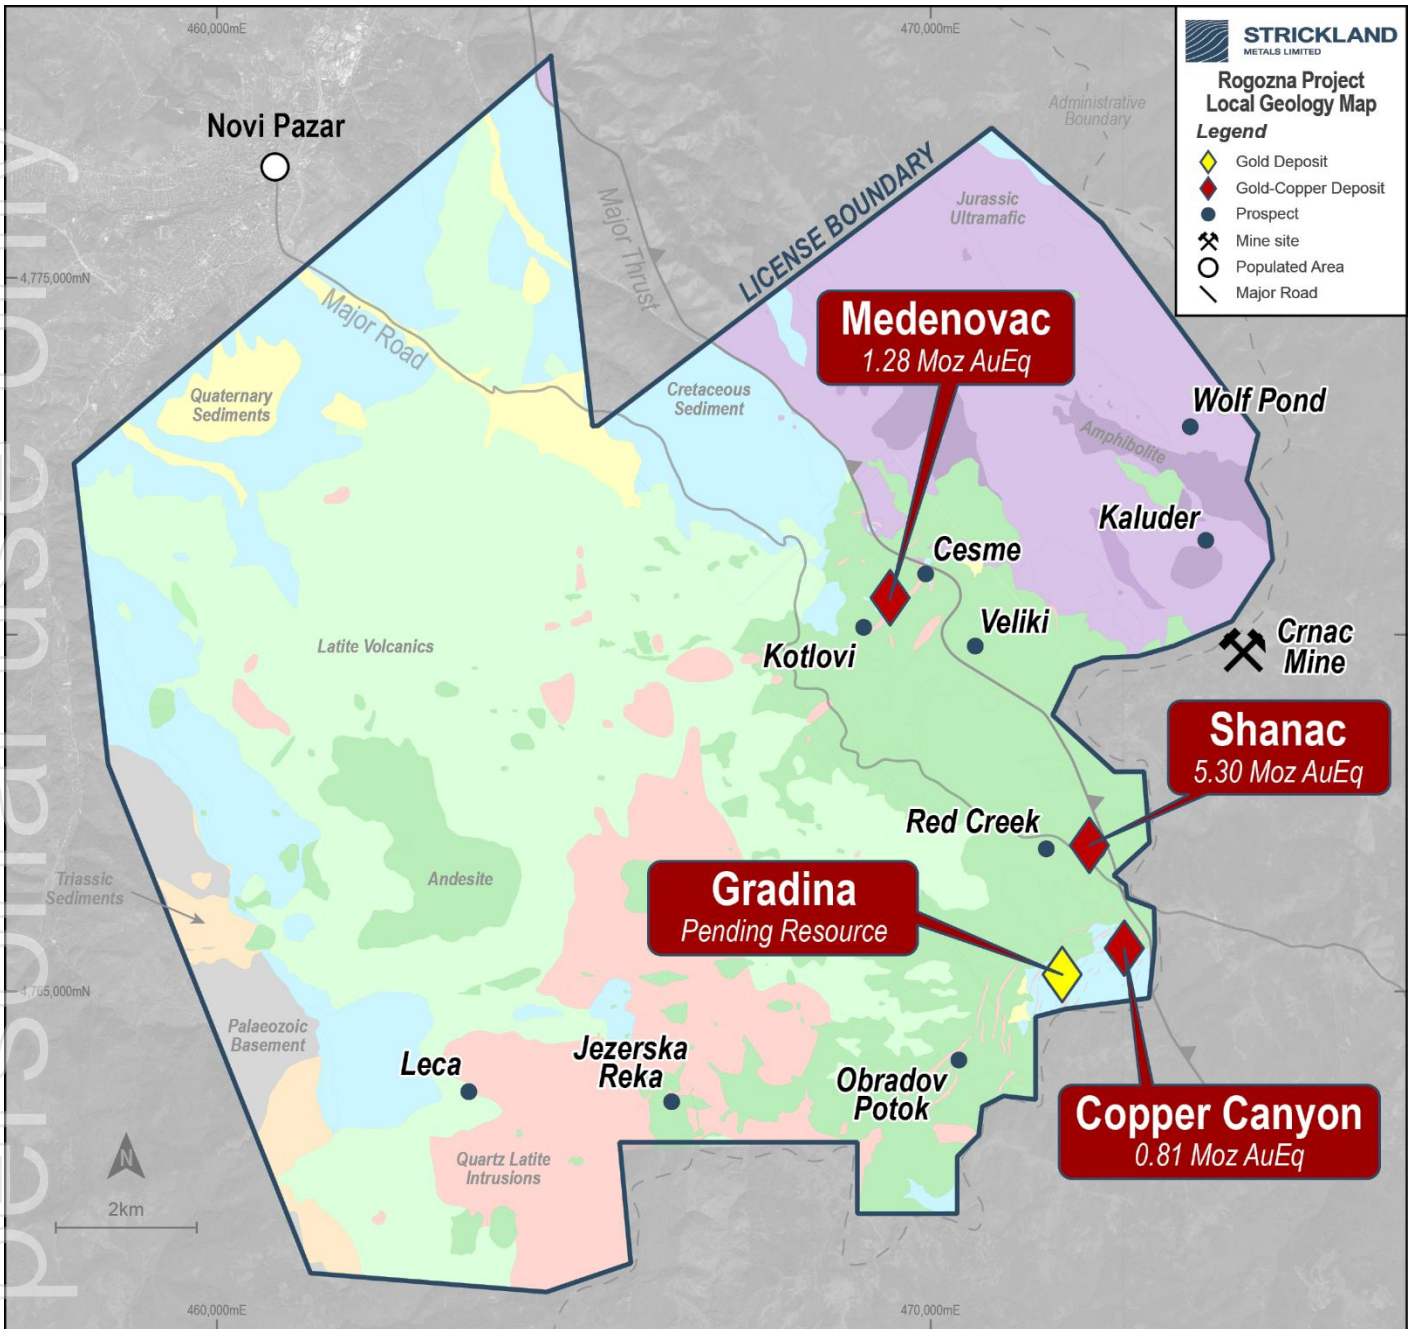 460,000mE
470,000mE
STRICKLAND
METALS LIMITED
Rogozna Project
Local Geology Map
Legend
Gold Deposit
Gold-Copper Deposit
Prospect
Mine site
Populated Area
Major Road
Administrative
Boundary
Novi Pazar
LICENSE BOUNDARY
Major Thrust
Jurassic
Ultramafic
4,775,000mN
Major Road
Medenovac
1.28 Moz AuEq
Quaternary
Sediments
Cretaceous
Sediment
Wolf Pond
Amphibolite
Kaluder
Cesme
Veliki
Kotlovi
Latite Volcanics
Crnac
Mine
Shanac
5.30 Moz AuEq
Red Creek
Andesite
Triassic
Sediments
Gradina
Pending Resource
4,765,000mN
Palaeozoic
Basement
Leca
Jezerska
Reka
Obradov
Potok
Copper Canyon
0.81 Moz AuEq
Quartz Latite
Intrusions
N
2km
460,000mE
470,000mE
personal use only